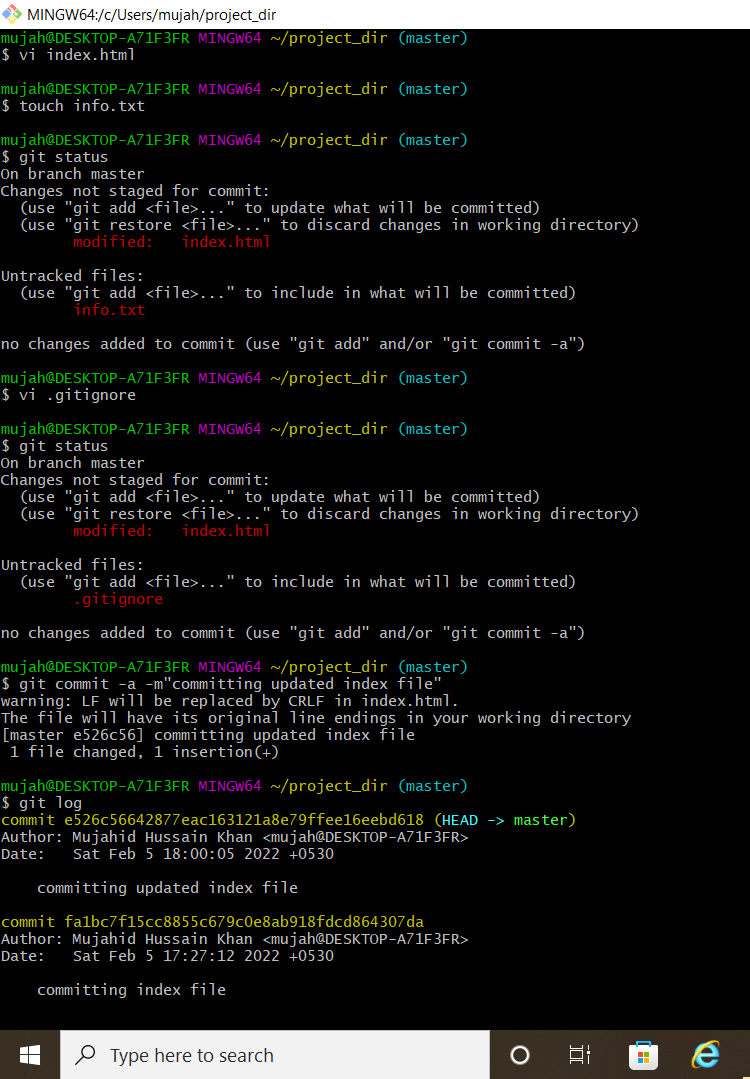 MINGW64:/c/Users/mujah/project_dir
mujah@DESKTOP-A71F3FR MINGW64 ~/project_dir (master)
$ vi index.html

mujah@DESKTOP-A71F3FR MINGW64 ~/project_dir (master)
$ touch info.txt

mujah@DESKTOP-A71F3FR MINGW64 ~/project_dir (master)
$ git status
On branch master
Changes not staged for commit:
  (use "git add <file>..." to update what will be committed)
  (use "git restore <file>..." to discard changes in working directory)
        modified:   index.html

Untracked files:
  (use "git add <file>..." to include in what will be committed)
        info.txt

no changes added to commit (use "git add" and/or "git commit -a")

mujah@DESKTOP-A71F3FR MINGW64 ~/project_dir (master)
$ vi .gitignore

mujah@DESKTOP-A71F3FR MINGW64 ~/project_dir (master)
$ git status
On branch master
Changes not staged for commit:
  (use "git add <file>..." to update what will be committed)
  (use "git restore <file>..." to discard changes in working directory)
        modified:   index.html

Untracked files:
  (use "git add <file>..." to include in what will be committed)
        .gitignore

no changes added to commit (use "git add" and/or "git commit -a")

mujah@DESKTOP-A71F3FR MINGW64 ~/project_dir (master)
$ git commit -a -m"committing updated index file"
warning: LF will be replaced by CRLF in index.html.
The file will have its original line endings in your working directory
[master e526c56] committing updated index file
 1 file changed, 1 insertion(+)

mujah@DESKTOP-A71F3FR MINGW64 ~/project_dir (master)
$ git log
commit e526c56642877eac163121a8e79ffee16eebd618 (HEAD -> master)
Author: Mujahid Hussain Khan <mujah@DESKTOP-A71F3FR>
Date:   Sat Feb 5 18:00:05 2022 +0530

    committing updated index file

commit fa1bc7f15cc8855c679c0e8ab918fdcd864307da
Author: Mujahid Hussain Khan <mujah@DESKTOP-A71F3FR>
Date:   Sat Feb 5 17:27:12 2022 +0530

    committing index file

Type here to search